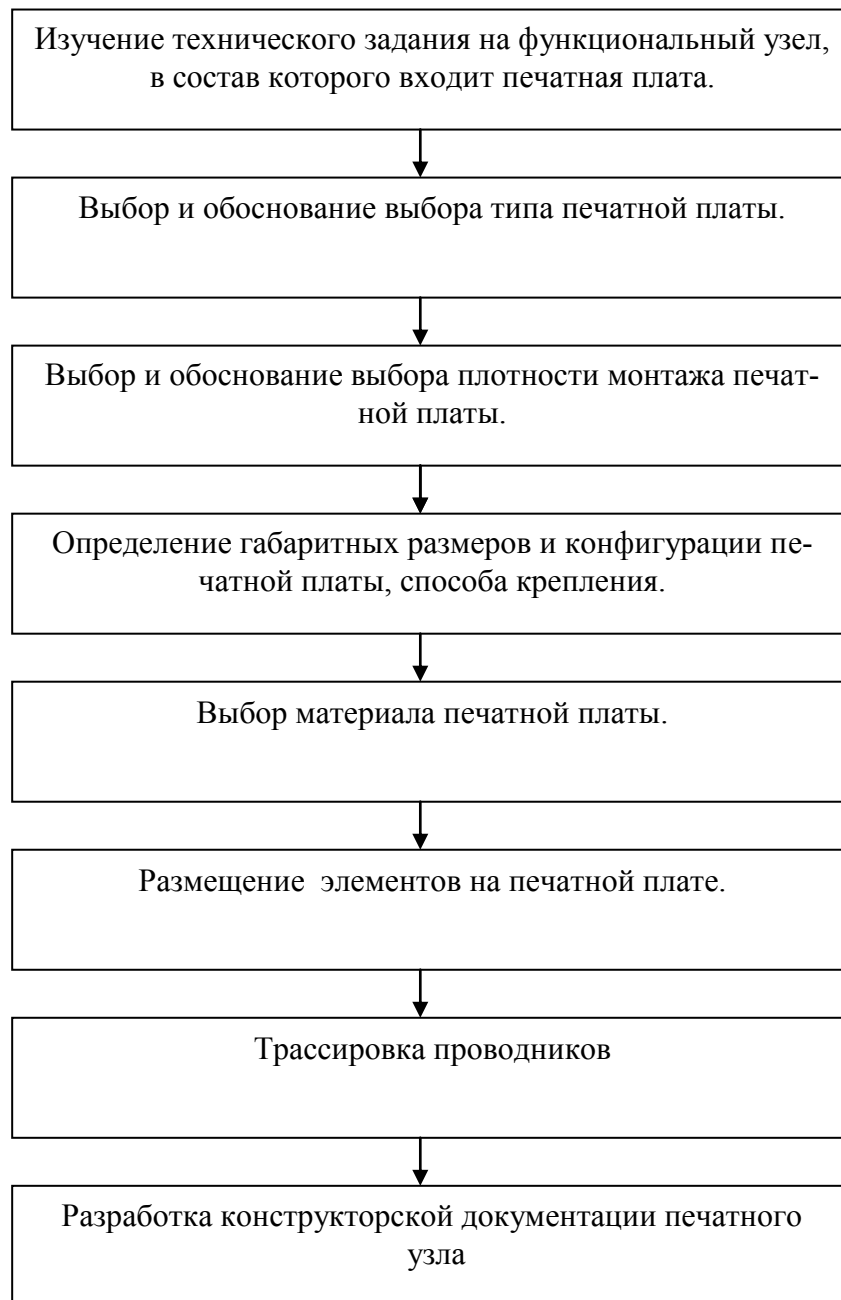 Изучение технического задания на функциональный узел,
в состав которого входит печатная плата.
Выбор и обоснование выбора типа печатной платы.
Выбор и обоснование выбора плотности монтажа печат-
ной платы.
Определение габаритных размеров и конфигурации пе-
чатной платы, способа крепления.
Выбор материала печатной платы.
Размещение  элементов на печатной плате.
Трассировка проводников
Разработка конструкторской документации печатного
узла